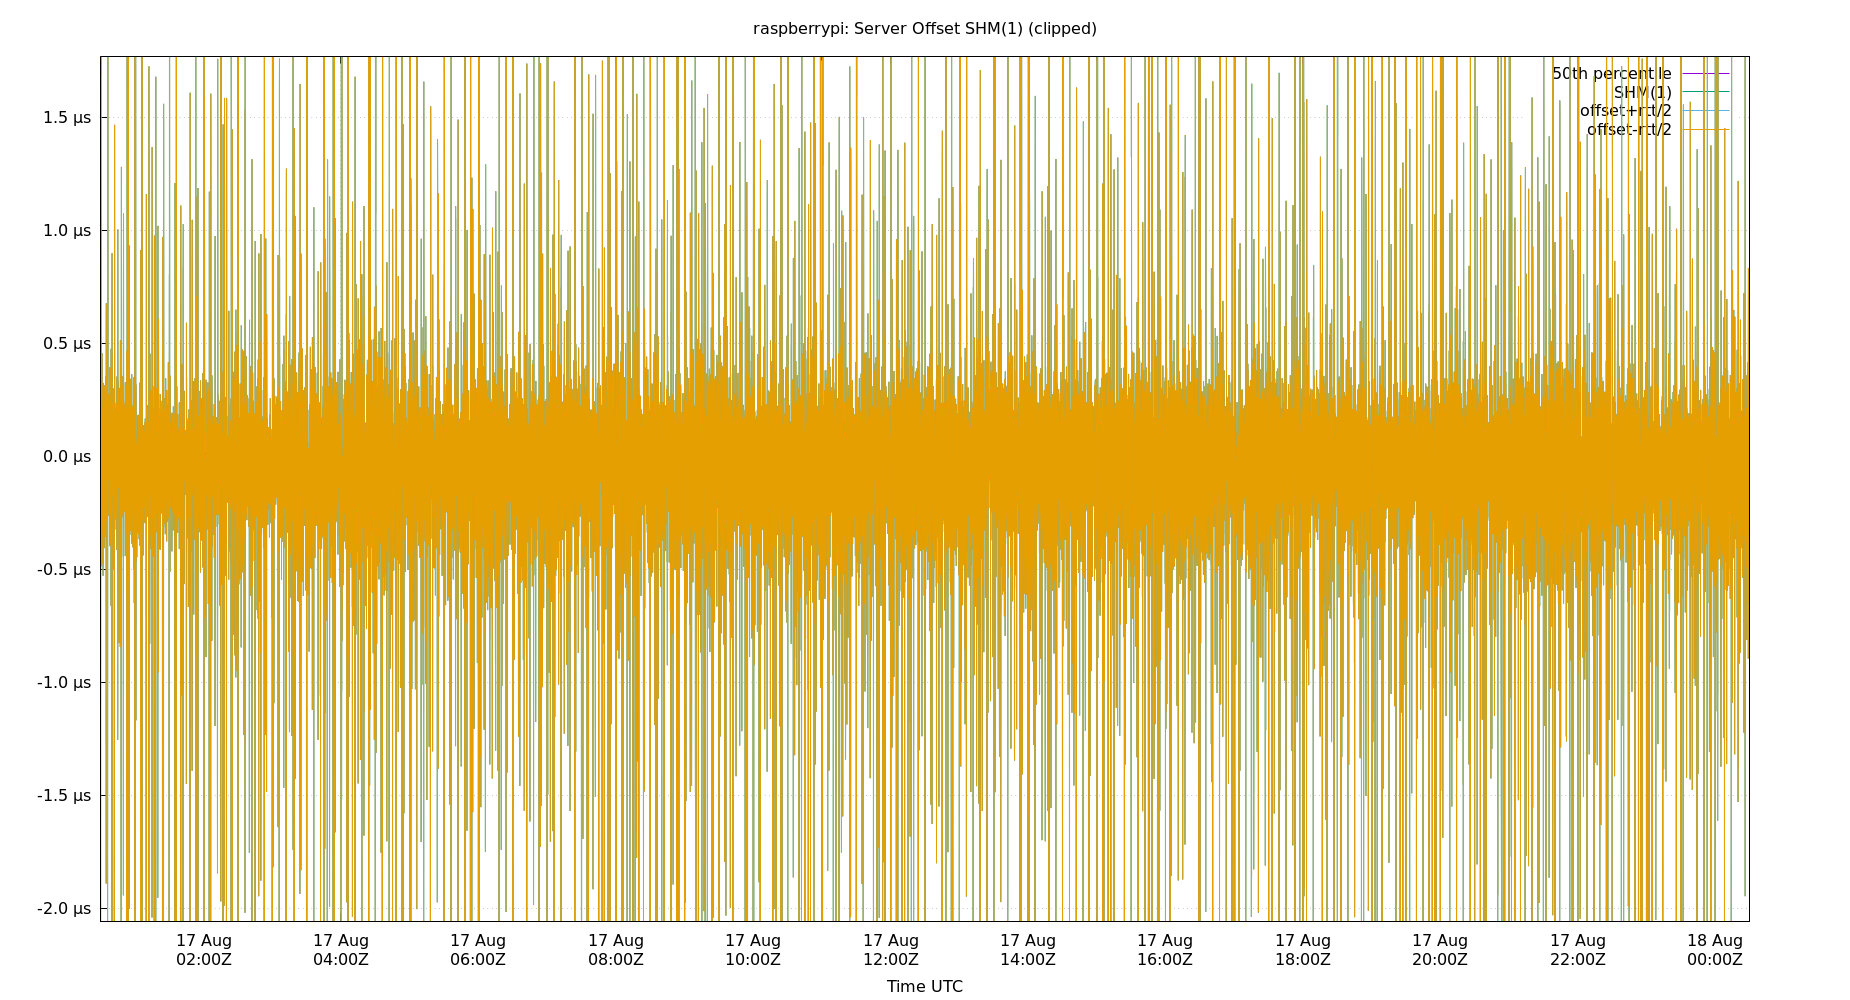 raspberrypi: Server Offset SHM(1) (clipped)
50th percentile
SHM(1)
offset+rtt/2
offset-rtt/2
1.5 µs
1.0 µs
0.5 µs
0.0 µs
-0.5 µs
-1.0 µs
-1.5 µs
-2.0 µs
17 Aug 17 Aug 17 Aug 17 Aug 17 Aug 17 Aug 17 Aug 17 Aug 17 Aug 17 Aug 17 Aug 18 Aug
02:00Z 04:00Z 06:00Z 08:00Z 10:00Z 12:00Z 14:00Z 16:00Z 18:00Z 20:00Z 22:00Z 00:00Z
Time UTC